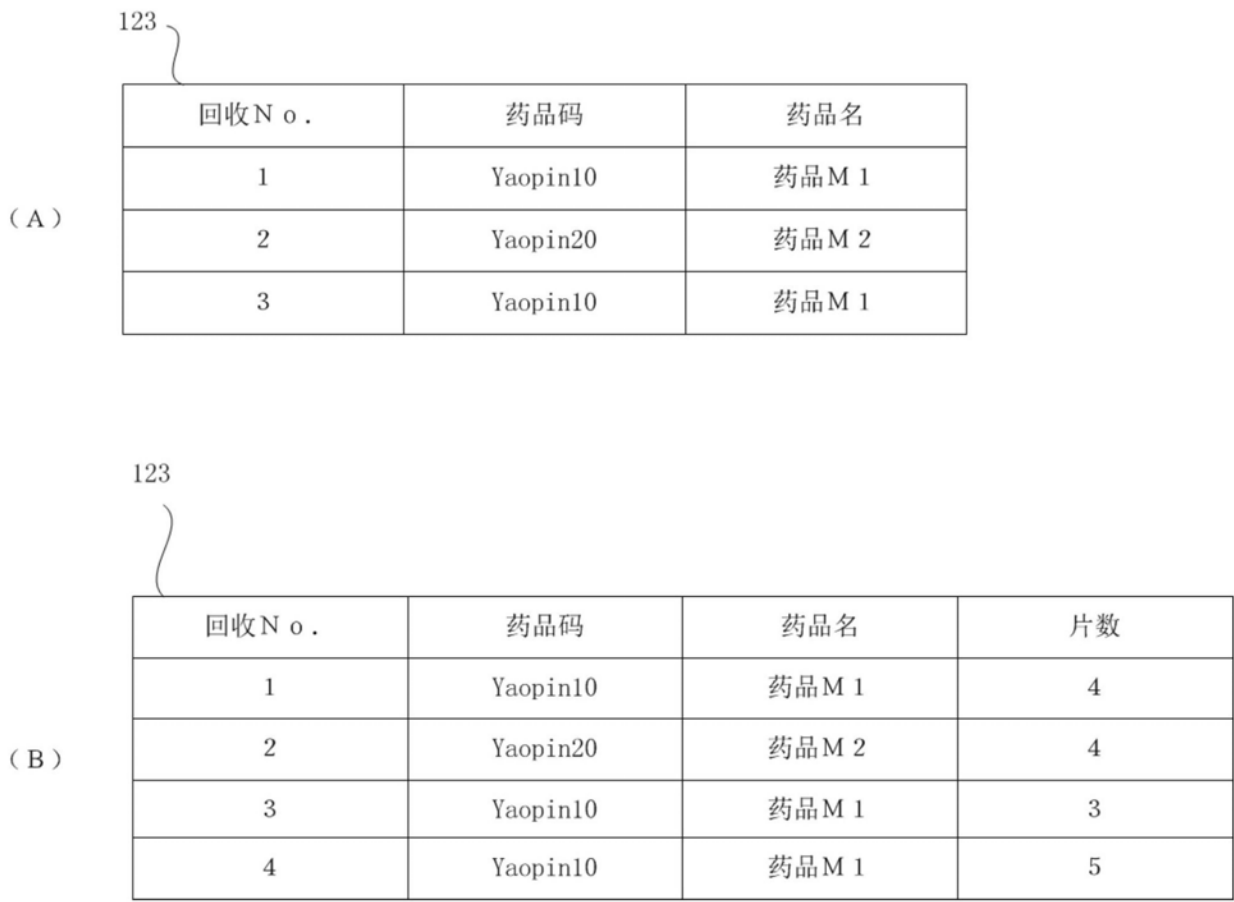 123
回收No. 药品码 药品名
1 Yaopin10 药品M1
(A)
2 Yaopin20 药品M2
3 Yaopin10 药品M1
123
回收No. 药品码 药品名 片数
1 Yaopin10 药品M1 4
(B)
2 Yaopin20 药品M2 4
3 Yaopin10 药品M1 3
4 Yaopin10 药品M1 5